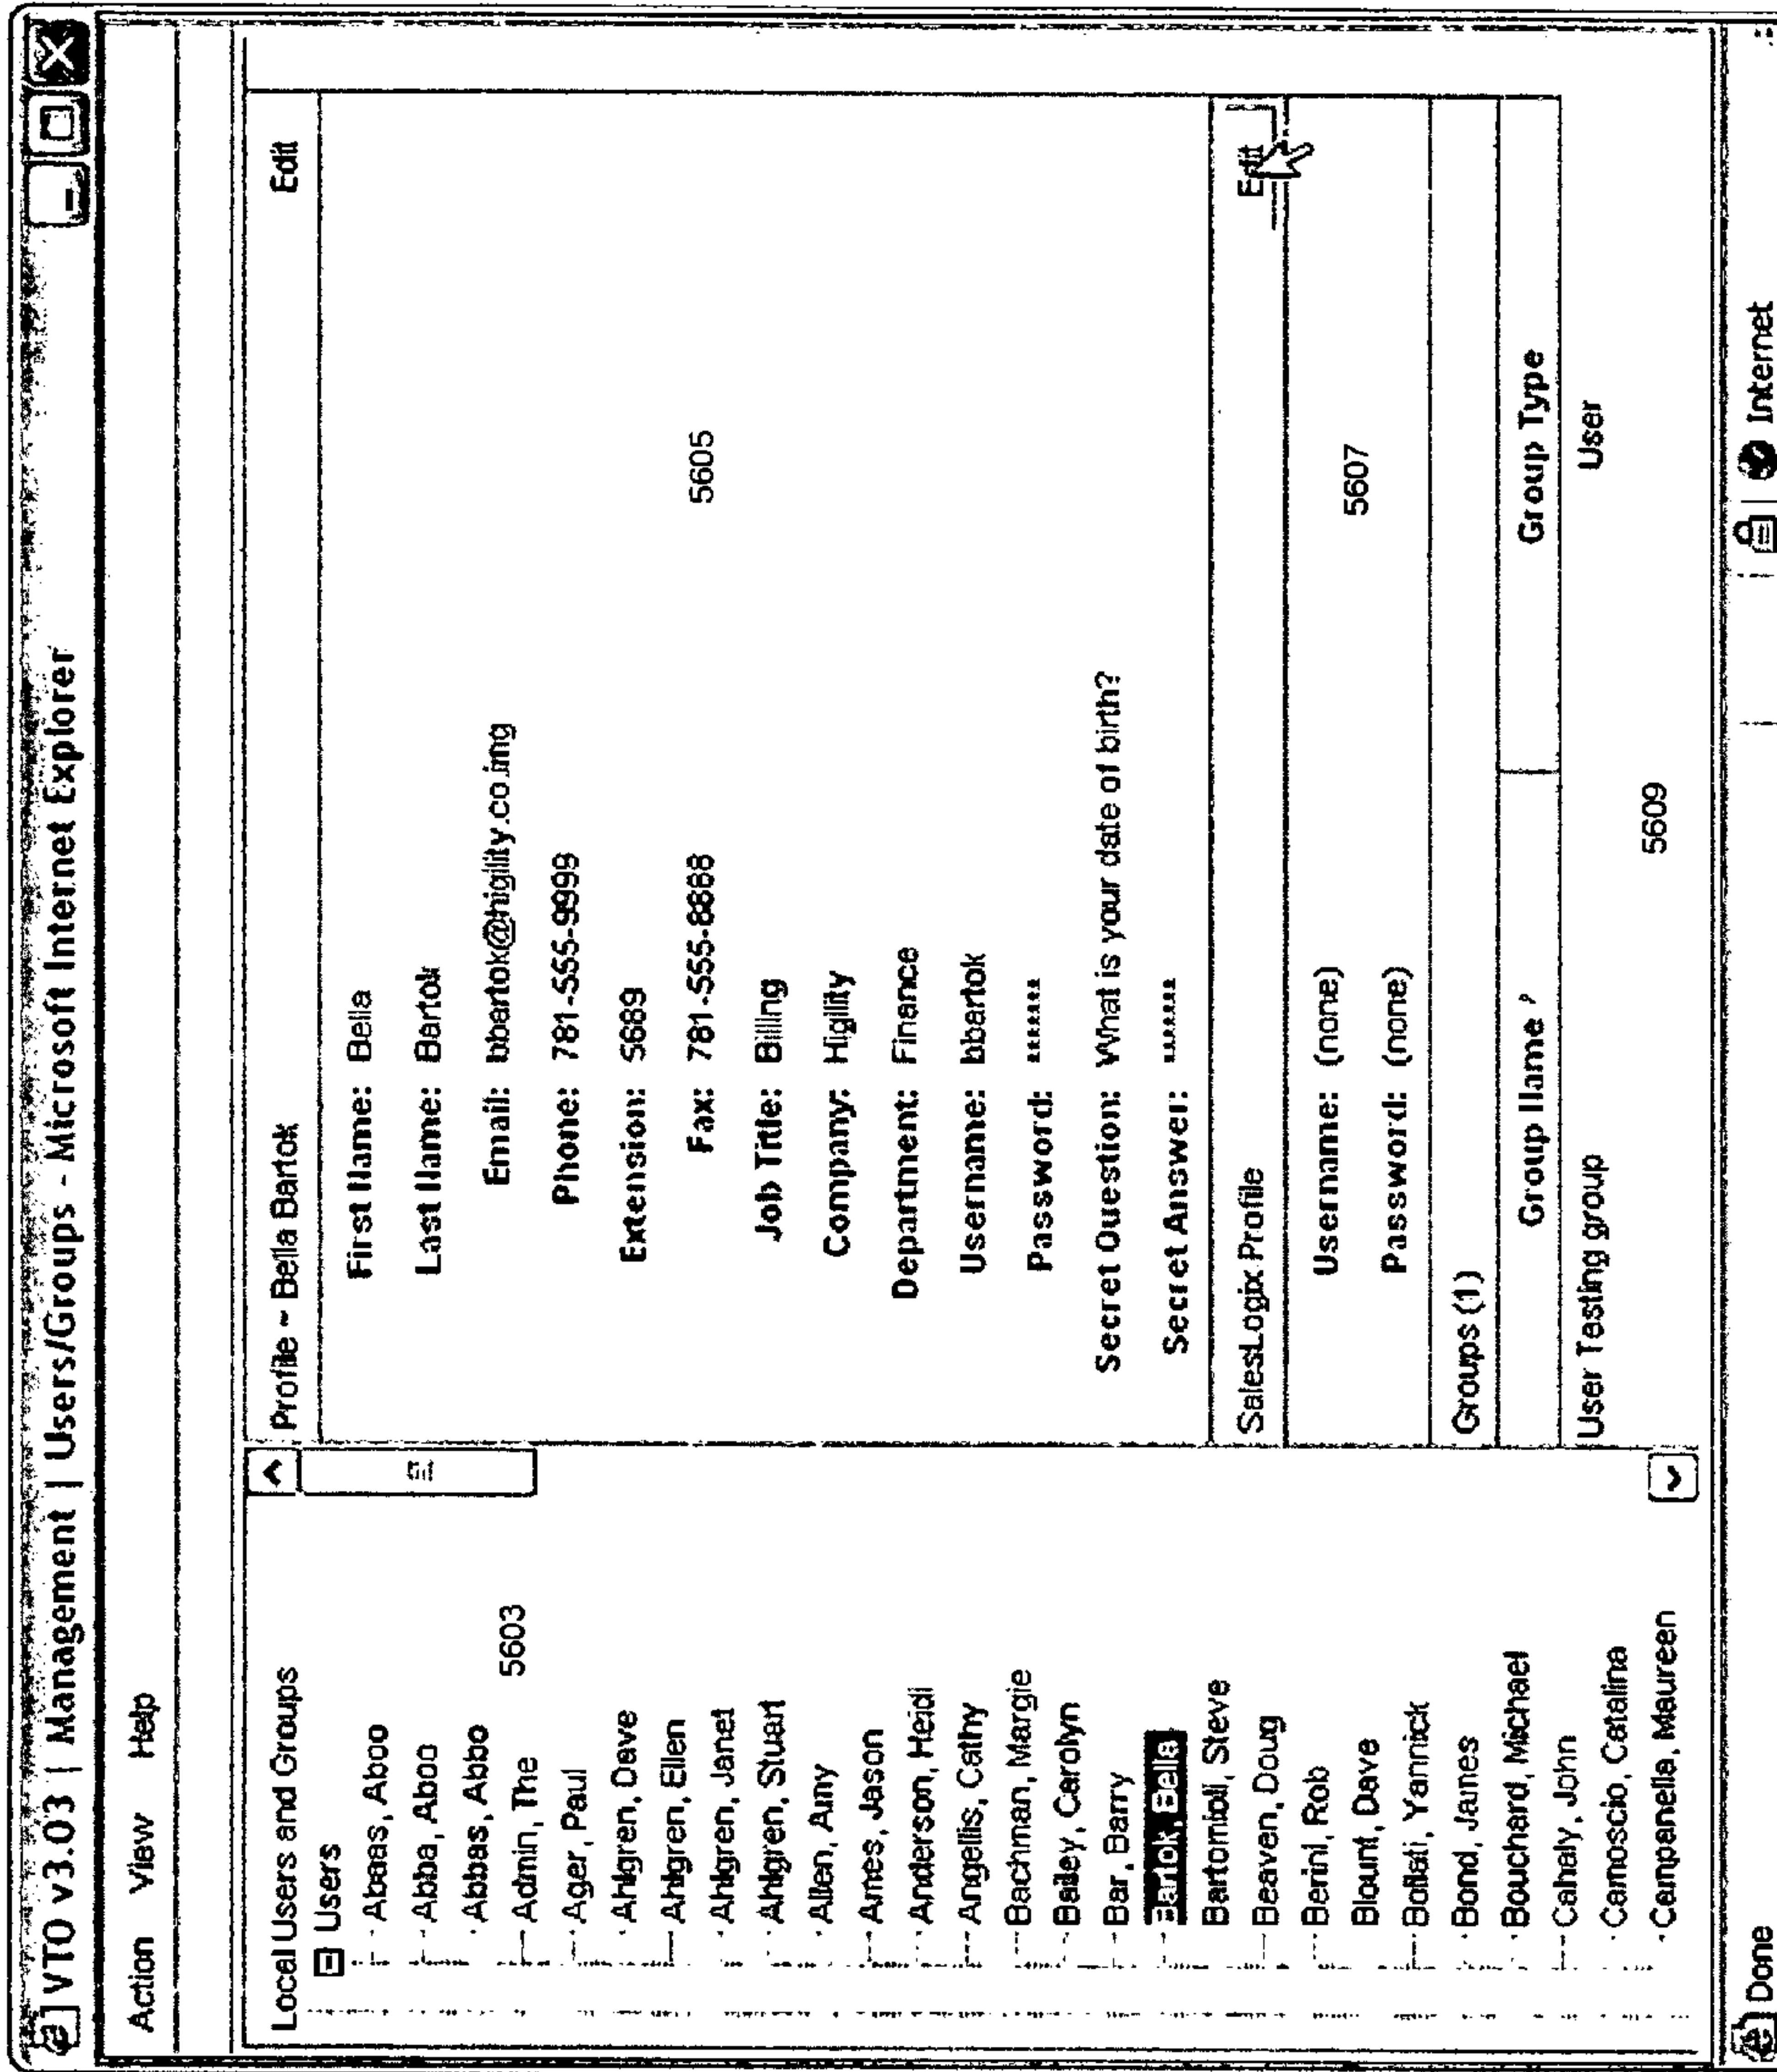 VTO v3.03 | Management | Users/Groups - Microsoft Internet Explorer
Action View Help
Local Users and Groups
Users
Abaas, Aboo
Abba, Aboo
Abbas, Abbo
Admin, The
5603
Ager, Paul
Ahlgren, Dave
Ahlgren, Ellen
Ahlgren, Janet
Ahlgren, Stuart
Allen, Amy
Ames, Jason
Anderson, Heidi
Angellis, Cathy
Bachman, Margie
Bailey, Carolyn
Bar, Barry
Bartok, Bella
Bartomioli, Steve
Beaven, Doug
Bernini, Rob
Blount, Dave
Boffati, Yannick
Bond, James
Bouchard, Michael
Cahaly, John
Camoscio, Catalina
Campanella, Maureen
Profile ~ Bella Bartok Edit
First Name: Bella
Last Name: Bartok
Email: bbartok@higility.co.img
Phone: 781-555-9999
Extension: 5689
Fax: 781-555-8888
5605
Job Title: Billing
Company: Higility
Department: Finance
Username: bbartok
Password: ******
Secret Question: What is your date of birth?
Secret Answer: ******
SalesLogix Profile Edit
Username: (none)
5607
Password: (none)
Groups (1)
Group Name Group Type
User Testing group User
5609
Done Internet